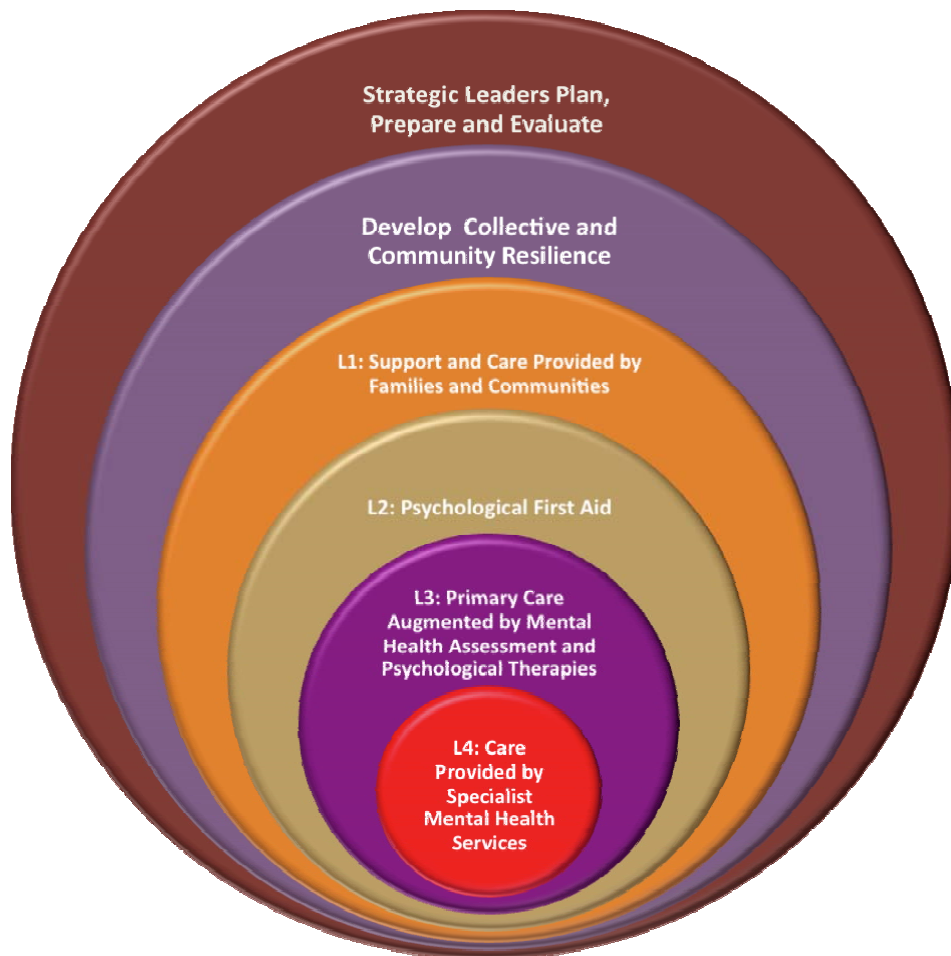 Strategic Leaders Plan,
Prepare and Evaluate
Develop Collective and
Community Resilience
L1: Support and Care Provided by
Families and Communities
L2: Psychological First Aid
L3: Primary Care
Augmented by Mental
Health Assessment and
Psychological Therapies
L4: Care
Provided by
Specialist
Mental Health
Services